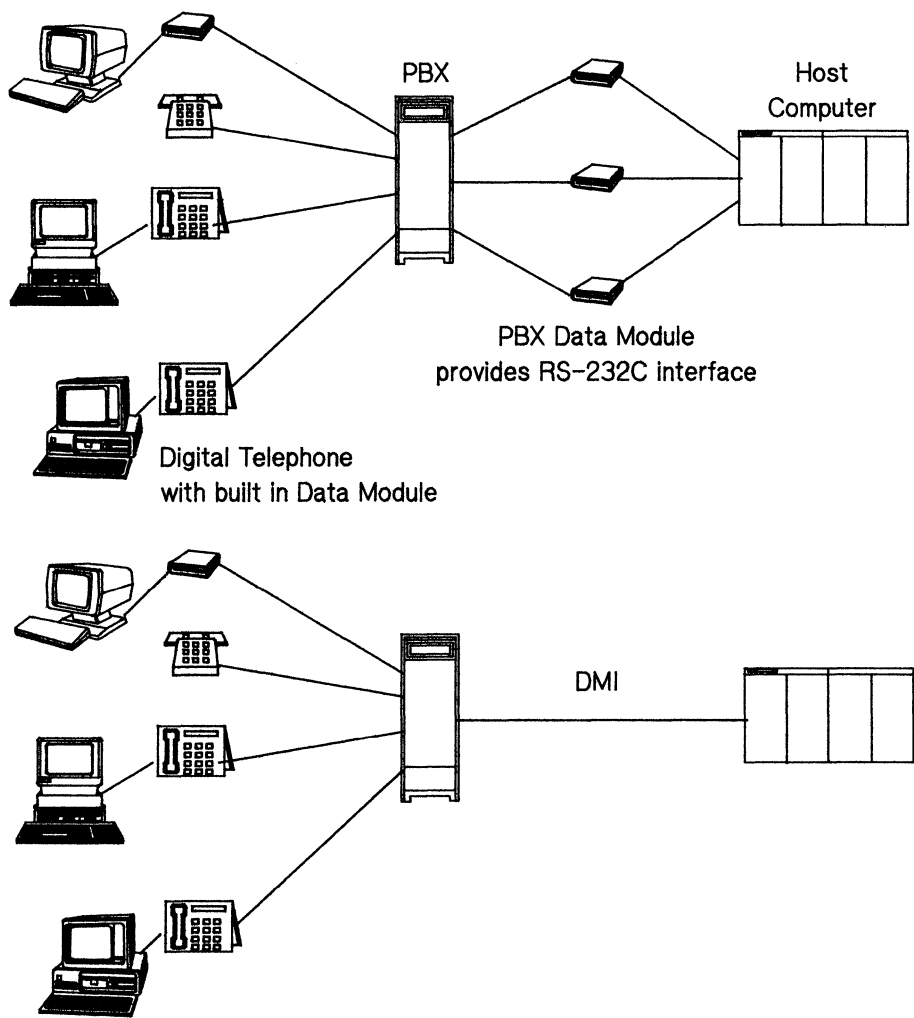 PBX
Host
Computer
PBX Data Module
provides RS-232C interface
Digital Telephone
with built in Data Module
DMI